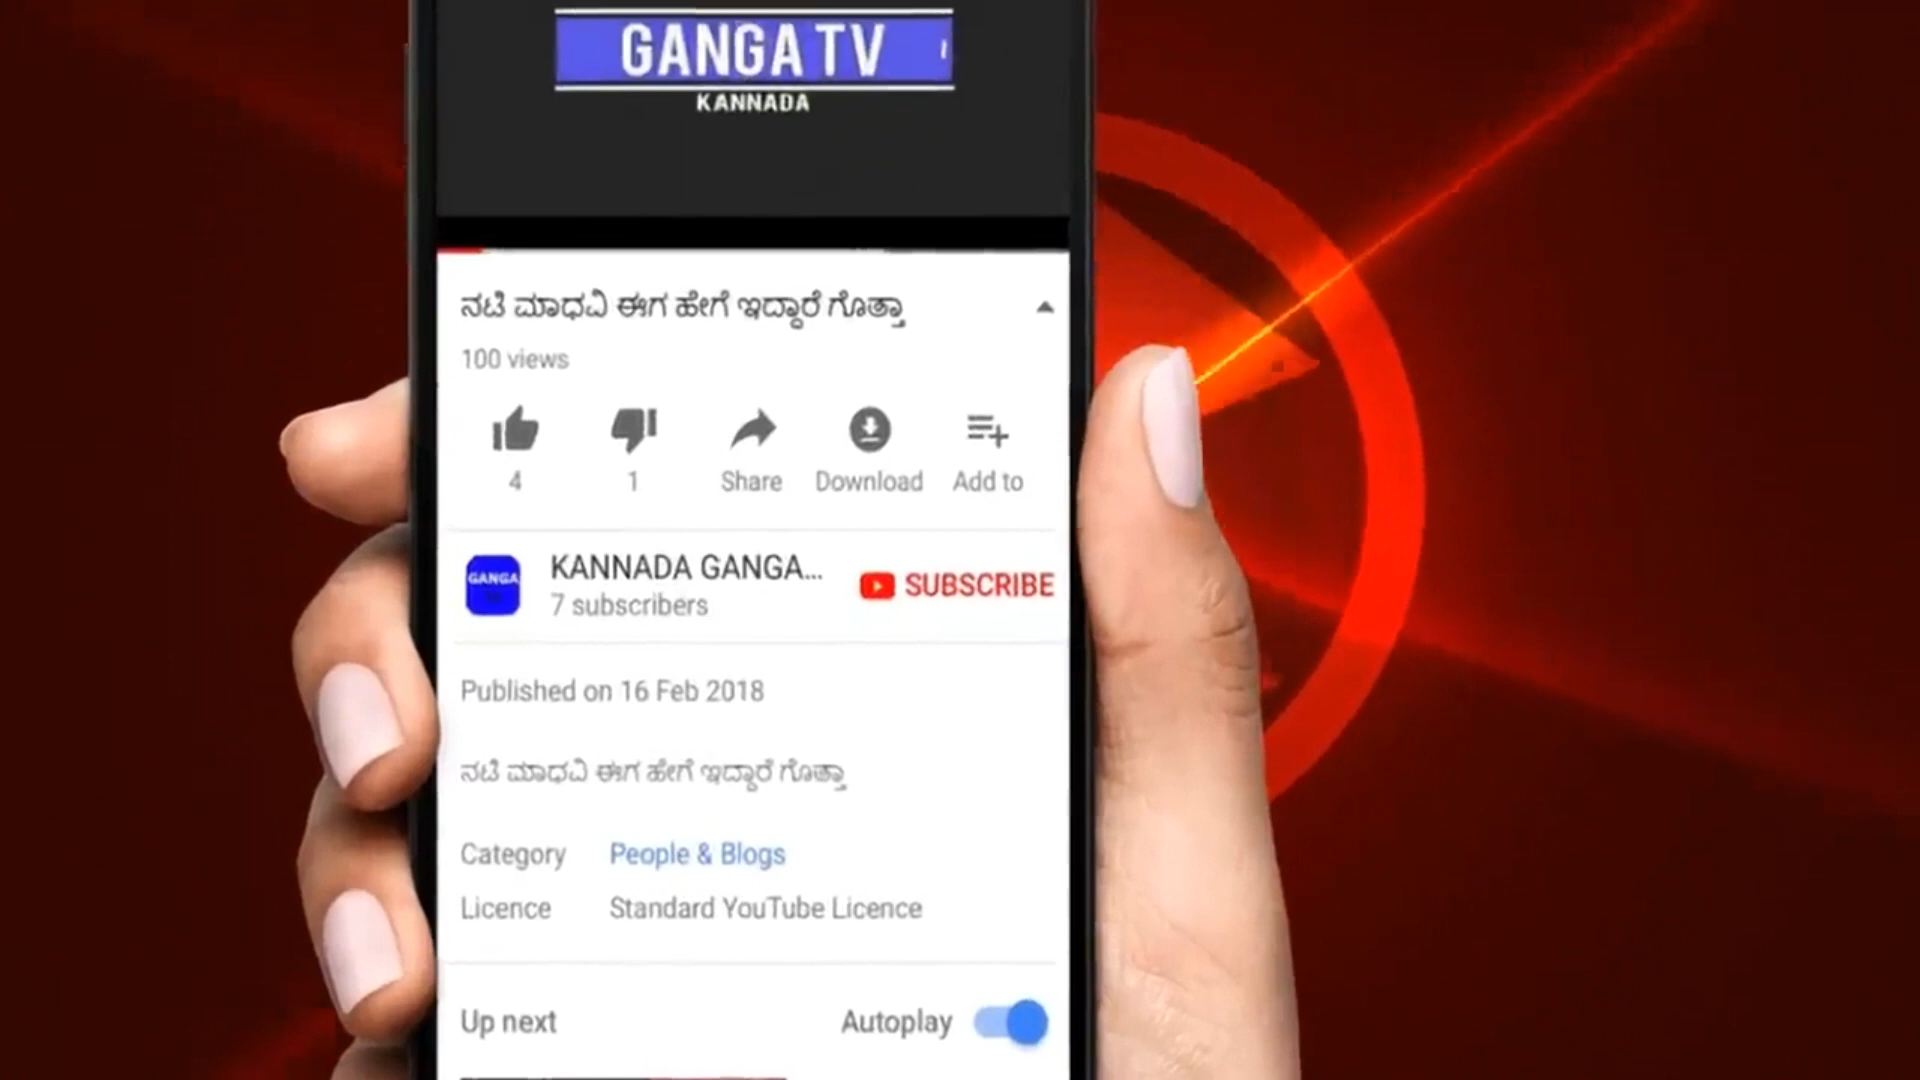 GANGA TV
KANNADA
ನಟಿ ಮಾಧವಿ ಈಗ ಹೇಗೆ ಇದ್ದಾರೆ ಗೊತ್ತಾ
100 views
4 1 Share Download Add to
GANGA
KANNADA GANGA...
SUBSCRIBE
7 subscribers
Published on 16 Feb 2018
ನಟಿ ಮಾಧವಿ ಈಗ ಹೇಗೆ ಇದ್ದಾರೆ ಗೊತ್ತಾ
Category People & Blogs
Licence Standard YouTube Licence
Up next Autoplay